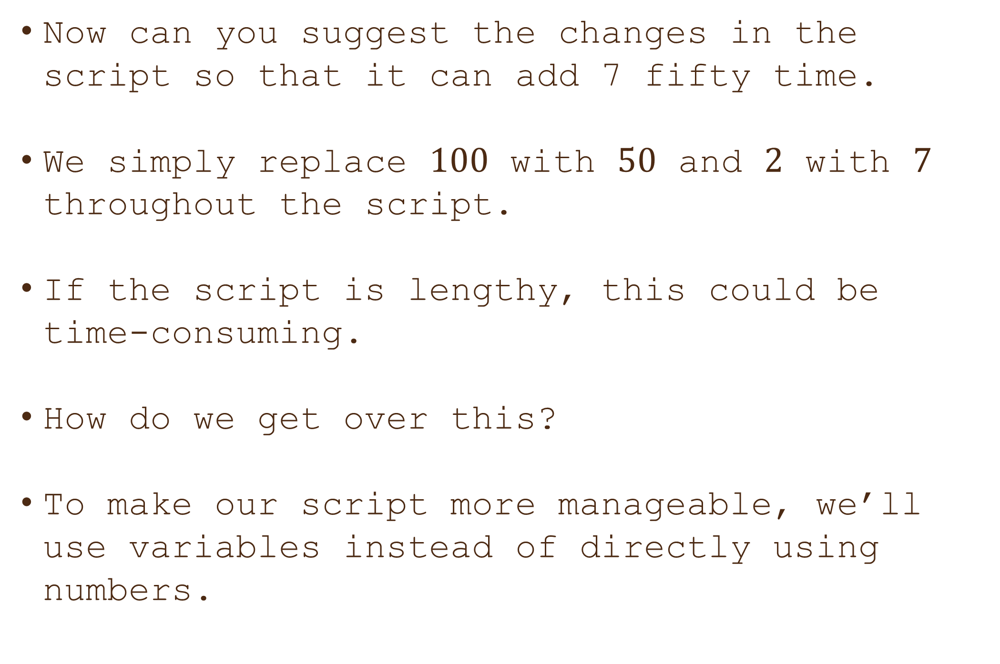 • Now can you suggest the changes in the
script so that it can add 7 fifty time.
• We simply replace 100 with 50 and 2 with 7
throughout the script.
• If the script is lengthy, this could be
time-consuming.
• How do we get over this?
• To make our script more manageable, we’ll
use variables instead of directly using
numbers.